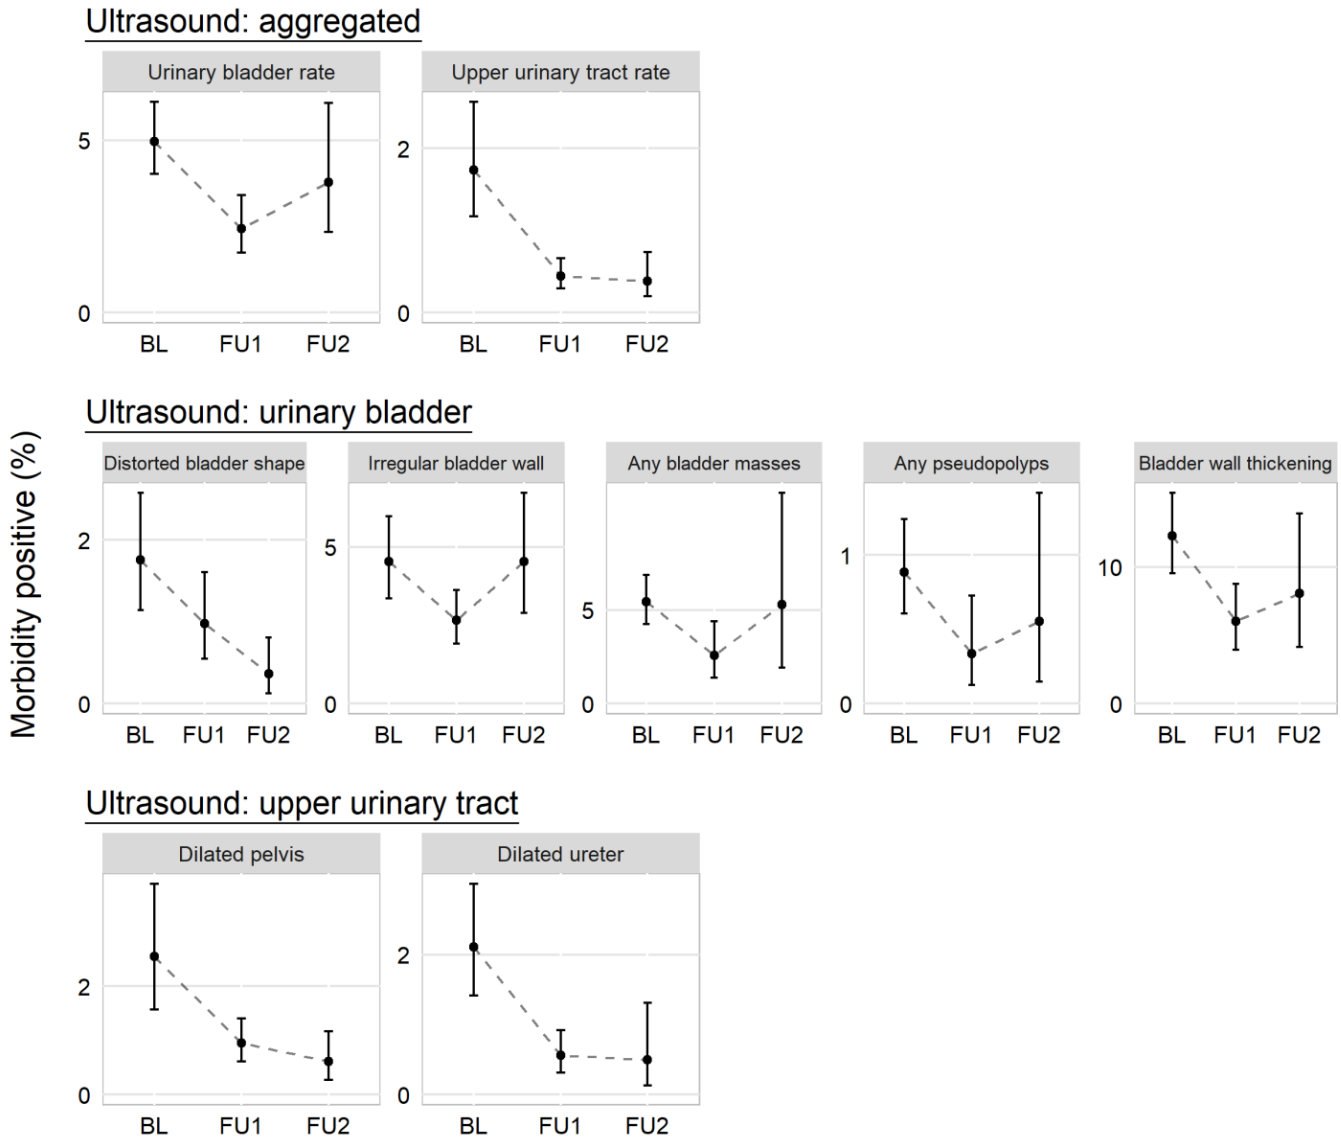 Ultrasound: aggregated
Urinary bladder rate
Upper urinary tract rate
5
0
2
0
BL FU1 FU2
BL FU1 FU2
Morbidity positive (%)
Ultrasound: urinary bladder
Distorted bladder shape
Irregular bladder wall
Any bladder masses
Any pseudopolyps
Bladder wall thickening
2
0
5
0
5
0
1
0
10
0
BL FU1 FU2
BL FU1 FU2
BL FU1 FU2
BL FU1 FU2
BL FU1 FU2
Ultrasound: upper urinary tract
Dilated pelvis
Dilated ureter
2
0
2
0
BL FU1 FU2
BL FU1 FU2